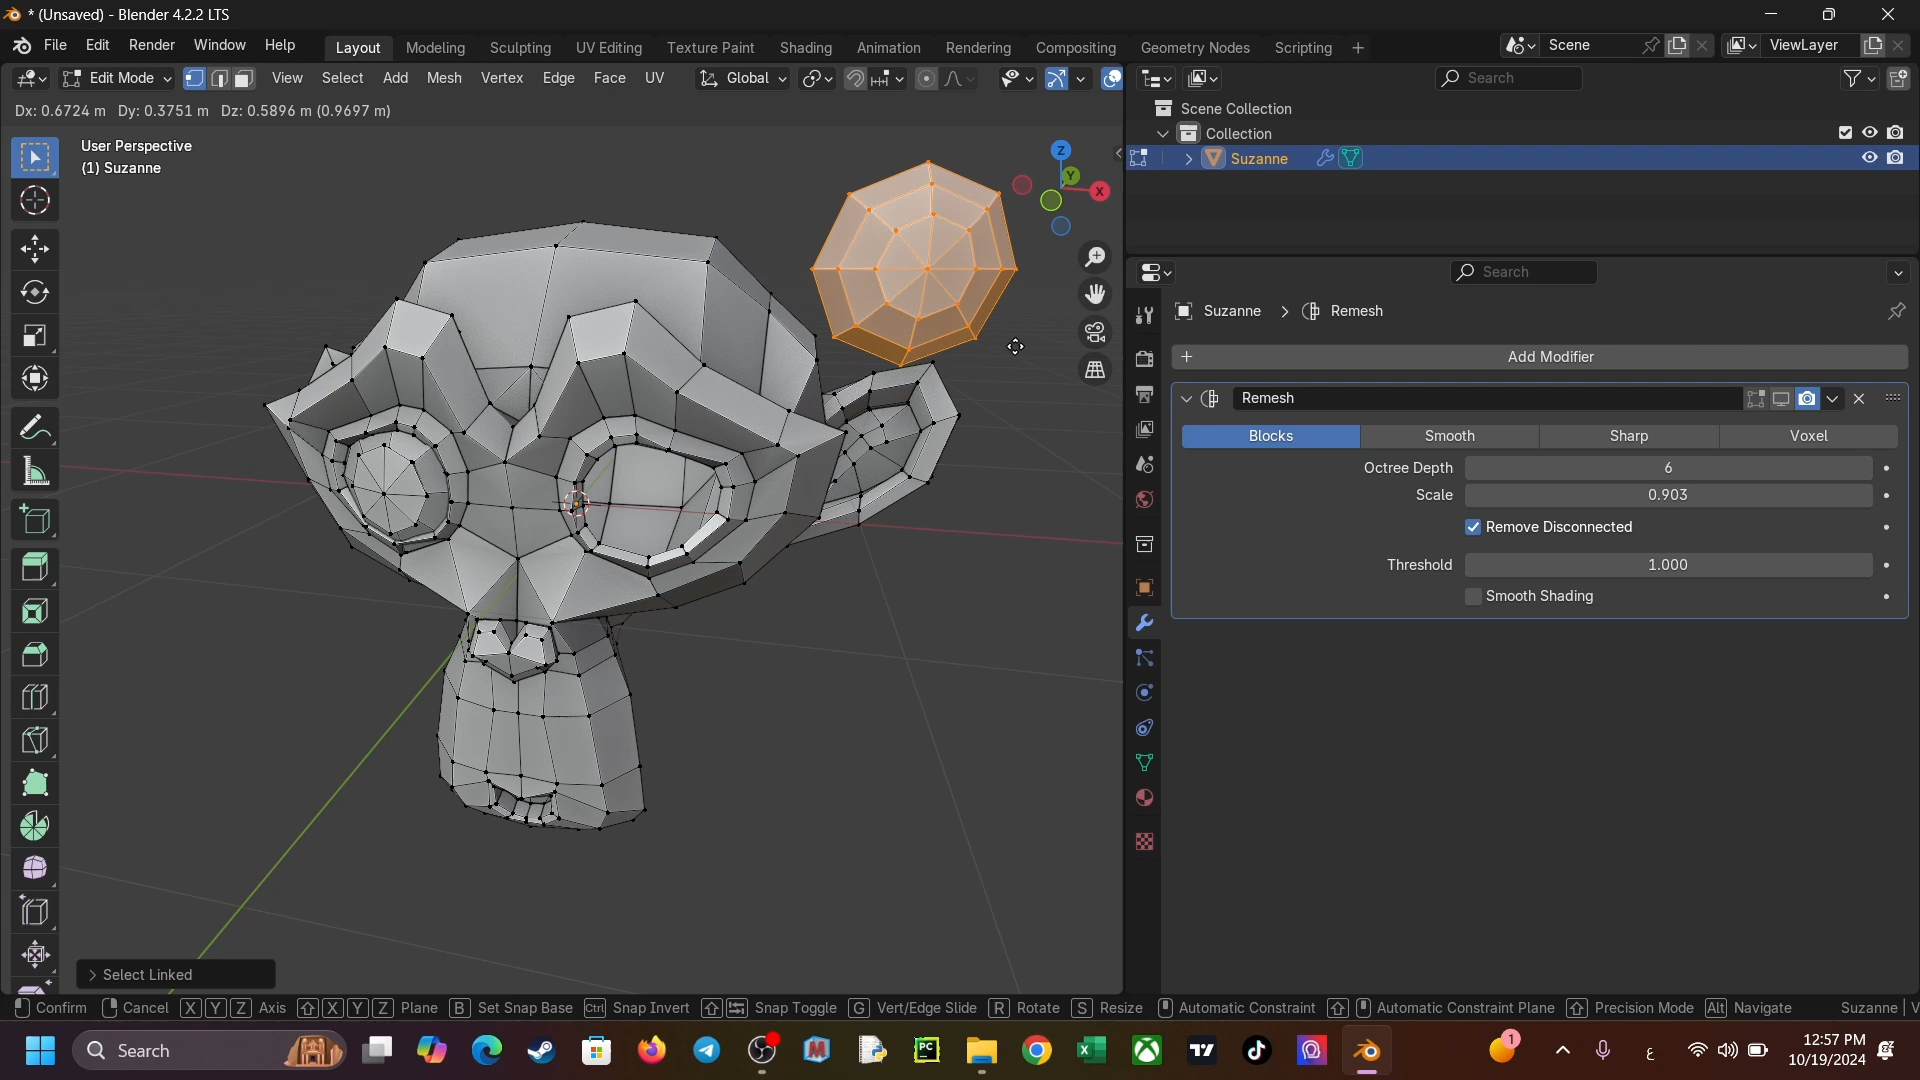 * (Unsaved) - Blender 4.2.2 LTS
File Edit Render Window Help Layout Modeling Sculpting UV Editing Texture Paint Shading Animation Rendering Compositing Geometry Nodes Scripting + Scene ViewLayer
Edit Mode View Select Add Mesh Vertex Edge Face UV Global
Search
Dx: 0.6724 m Dy: 0.3751 m Dz: 0.5896 m (0.9697 m)
Scene Collection
Collection
Suzanne
User Perspective
(1) Suzanne
Z
Y
X
Search
Suzanne > Remesh
+ Add Modifier
Remesh
Blocks Smooth Sharp Voxel
Octree Depth 6
Scale 0.903
Remove Disconnected
Threshold 1.000
Smooth Shading
> Select Linked
Confirm Cancel X Y Z Axis X Y Z Plane B Set Snap Base Ctrl Snap Invert Snap Toggle G Vert/Edge Slide R Rotate S Resize Automatic Constraint Automatic Constraint Plane Precision Mode Alt Navigate Suzanne | V
Search
PC
1
ع
12:57 PM
10/19/2024